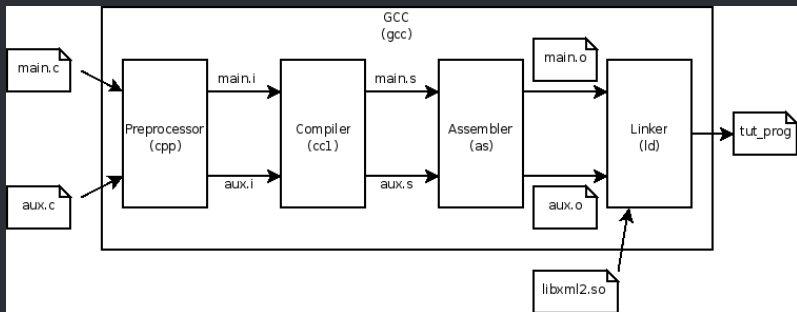 GCC
(gcc)
main.c
main.i
main.s
main.o
Preprocessor
(cpp)
Compiler
(cc1)
Assembler
(as)
Linker
(ld)
tut_prog
aux.c
aux.i
aux.s
aux.o
libxml2.so